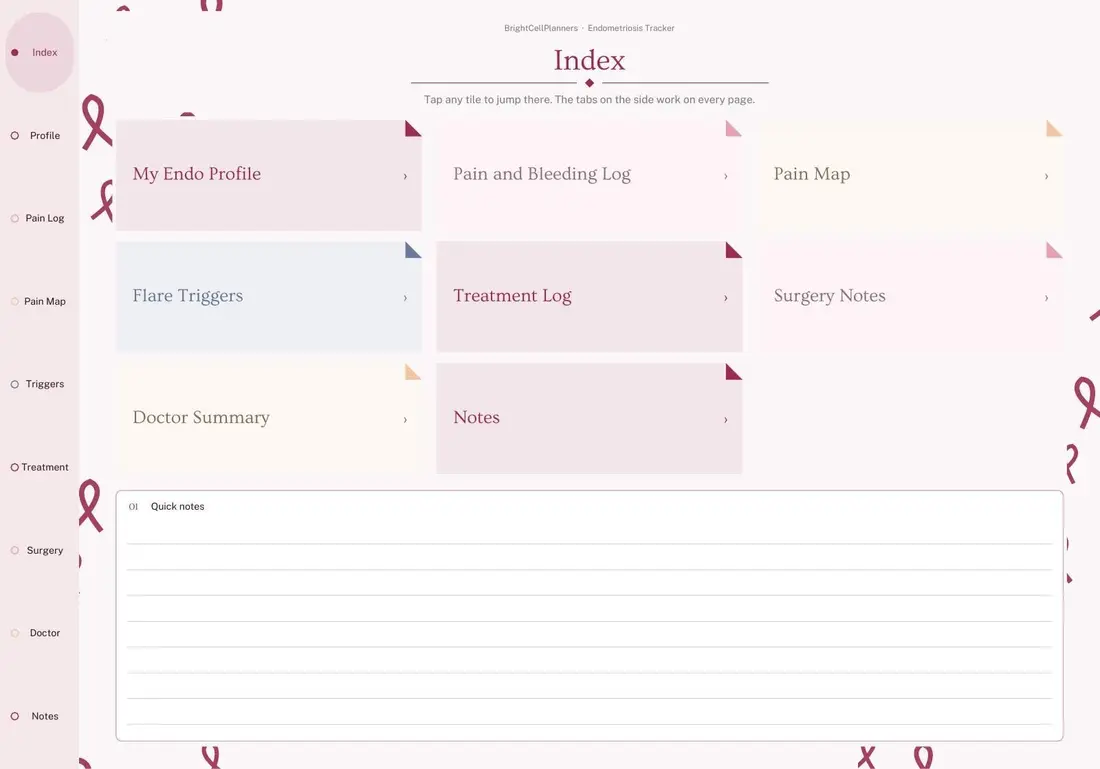 Index
Profile
Pain Log
Pain Map
Triggers
Treatment
Surgery
Doctor
Notes
BrightCellPlanners · Endometriosis Tracker
Index
Tap any tile to jump there. The tabs on the side work on every page.
My Endo Profile ›
Pain and Bleeding Log ›
Pain Map ›
Flare Triggers ›
Treatment Log ›
Surgery Notes ›
Doctor Summary ›
Notes ›
01 Quick notes